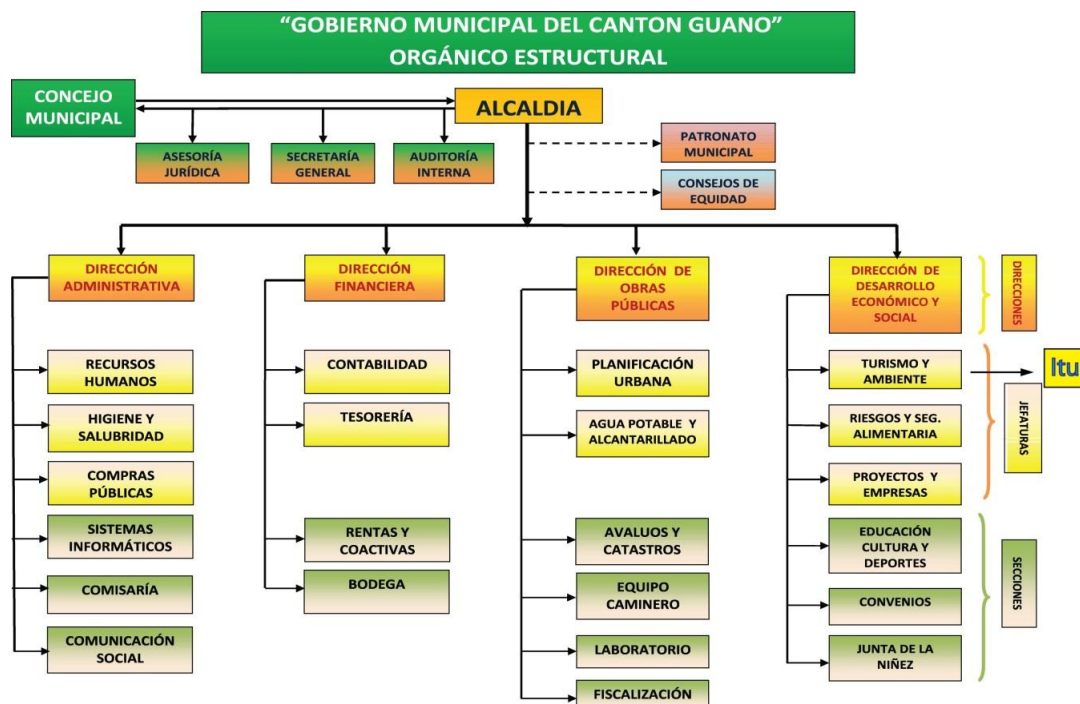 “GOBIERNO MUNICIPAL DEL CANTON GUANO”
ORGÁNICO ESTRUCTURAL
CONCEJO
MUNICIPAL
ALCALDIA
ASESORÍA
JURÍDICA
SECRETARÍA
GENERAL
AUDITORÍA
INTERNA
PATRONATO
MUNICIPAL
CONSEJOS DE
EQUIDAD
DIRECCIÓN
ADMINISTRATIVA
RECURSOS
HUMANOS
HIGIENE Y
SALUBRIDAD
COMPRAS
PÚBLICAS
SISTEMAS
INFORMÁTICOS
COMISARÍA
COMUNICACIÓN
SOCIAL
DIRECCIÓN
FINANCIERA
CONTABILIDAD
TESORERÍA
RENTAS Y
COACTIVAS
BODEGA
DIRECCIÓN DE
OBRAS
PÚBLICAS
PLANIFICACIÓN
URBANA
AGUA POTABLE Y
ALCANTARILLADO
AVALUOS Y
CATASTROS
EQUIPO
CAMINERO
LABORATORIO
FISCALIZACIÓN
DIRECCIÓN DE
DESARROLLO
ECONÓMICO Y
SOCIAL
TURISMO Y
AMBIENTE
RIESGOS Y SEG.
ALIMENTARIA
PROYECTOS Y
EMPRESAS
EDUCACIÓN
CULTURA Y
DEPORTES
CONVENIOS
JUNTA DE LA
NIÑEZ
DIRECCIONES
JEFATURAS
SECCIONES
Itu